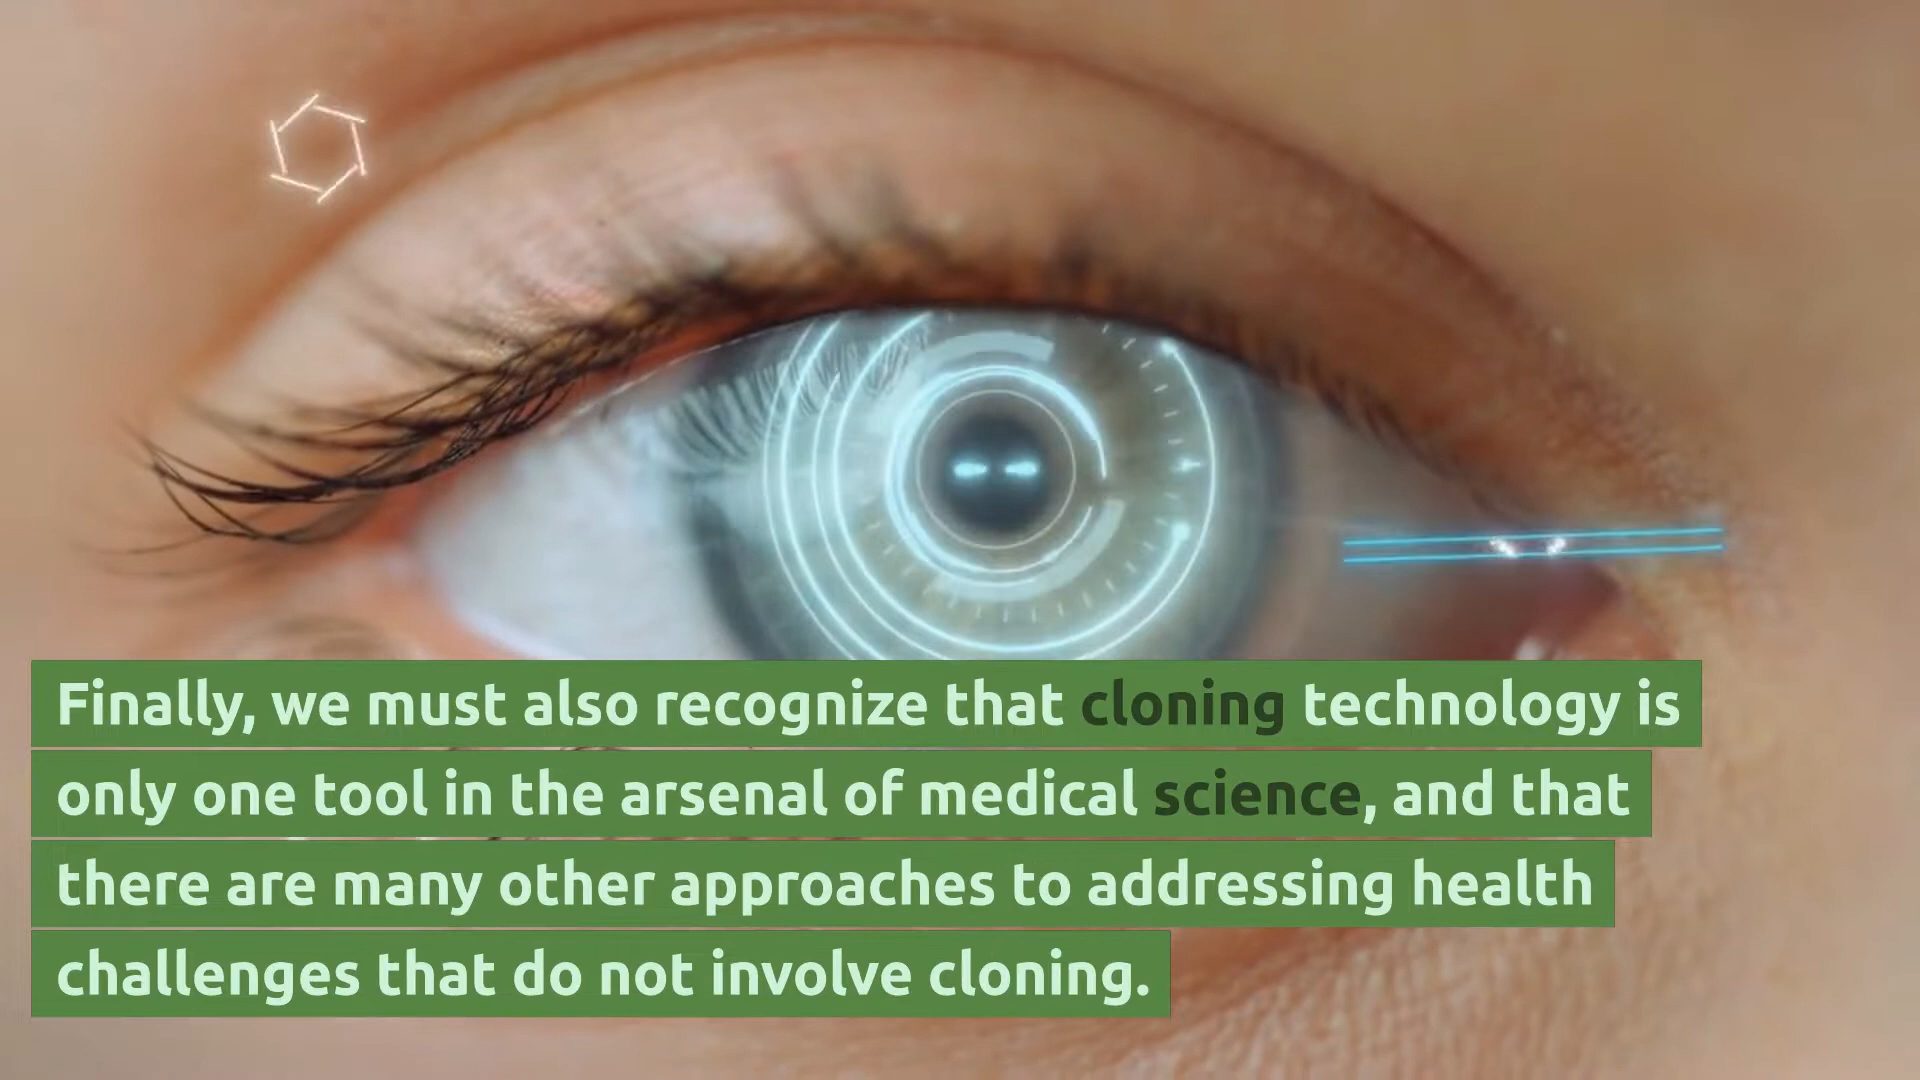 Finally, we must also recognize that cloning technology is
only one tool in the arsenal of medical science, and that
there are many other approaches to addressing health
challenges that do not involve cloning.